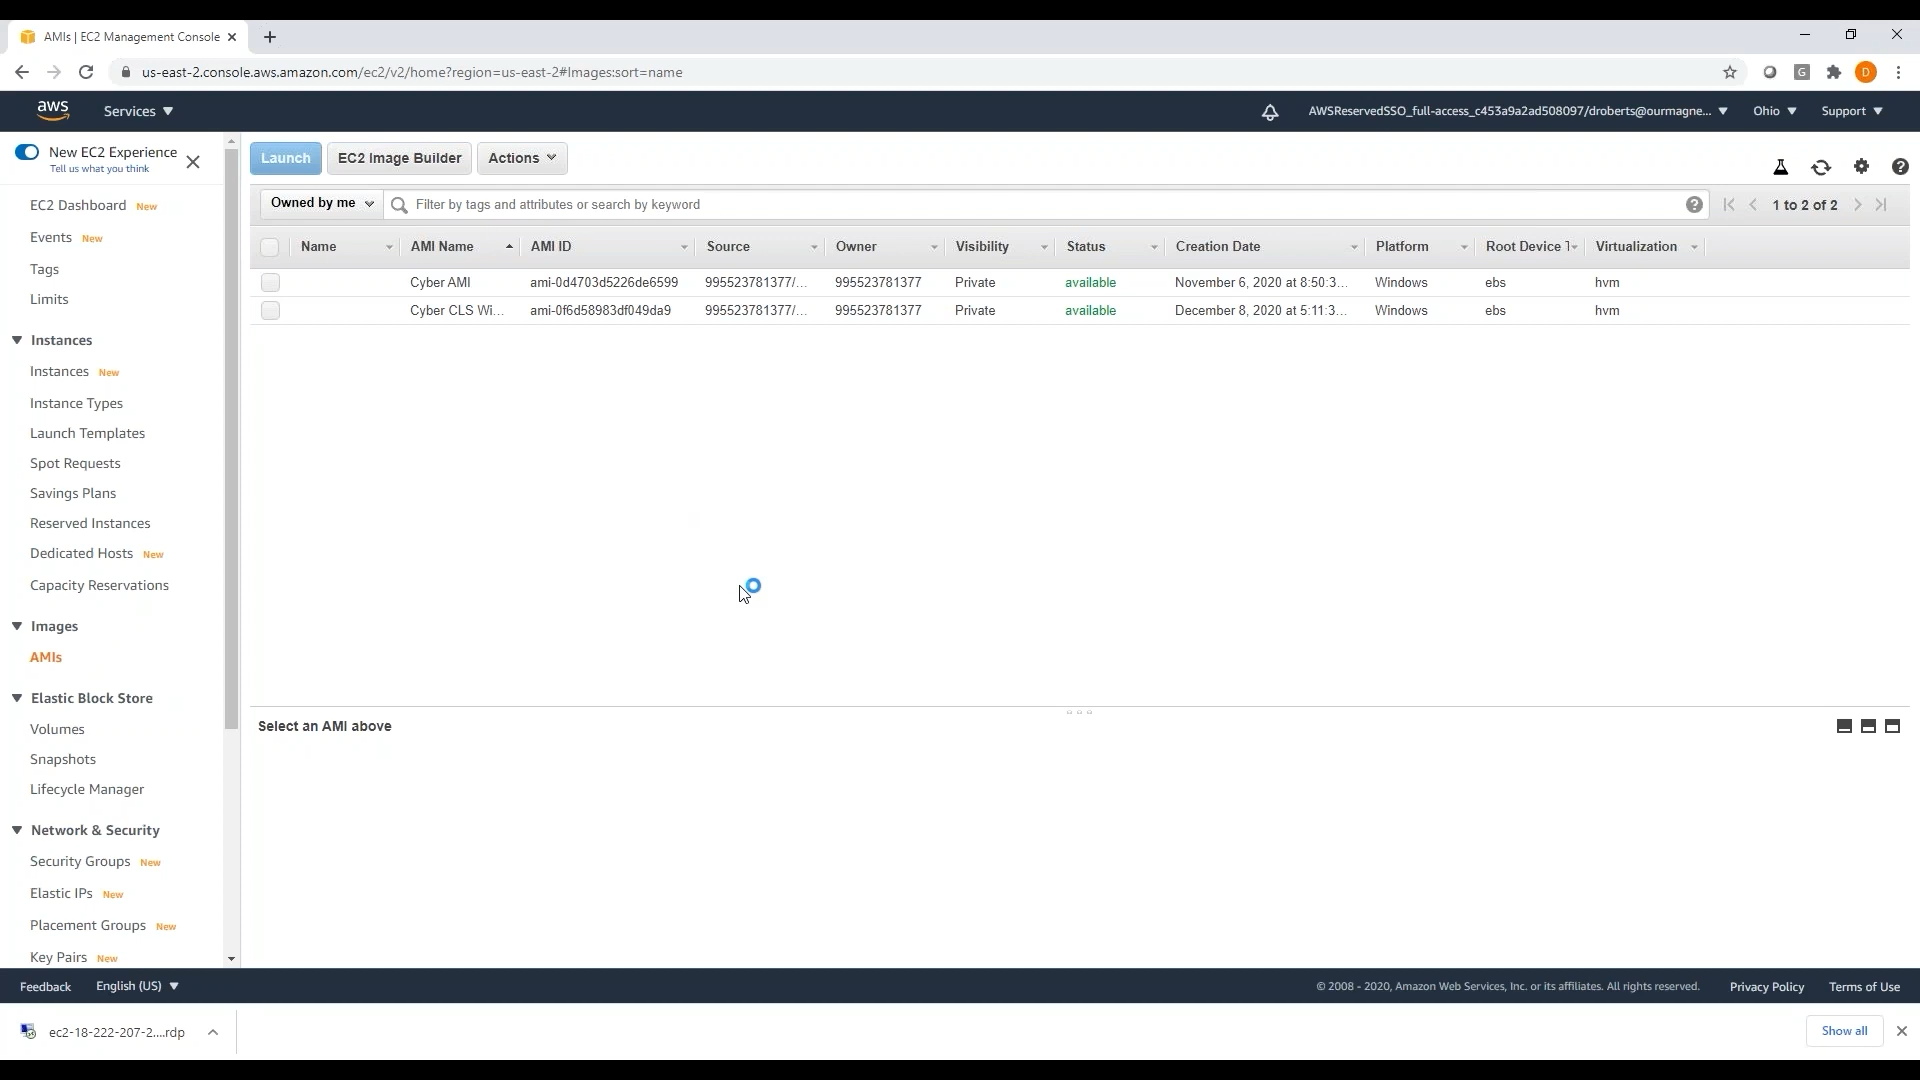 AMIs | EC2 Management Console
us-east-2.console.aws.amazon.com/ec2/v2/home?region=us-east-2#Images:sort=name
G
D
aws
Services
AWSReservedSSO_full-access_c453a9a2ad508097/droberts@ourmagne...
Ohio
Support
New EC2 Experience
Tell us what you think
EC2 Dashboard New
Events New
Tags
Limits
Instances
Instances New
Instance Types
Launch Templates
Spot Requests
Savings Plans
Reserved Instances
Dedicated Hosts New
Capacity Reservations
Images
AMIs
Elastic Block Store
Volumes
Snapshots
Lifecycle Manager
Network & Security
Security Groups New
Elastic IPs New
Placement Groups New
Key Pairs New
Launch
EC2 Image Builder
Actions
Owned by me
Filter by tags and attributes or search by keyword
1 to 2 of 2
Name AMI Name AMI ID Source Owner Visibility Status Creation Date Platform Root Device T Virtualization
Cyber AMI ami-0d4703d5226de6599 995523781377/... 995523781377 Private available November 6, 2020 at 8:50:3... Windows ebs hvm
Cyber CLS Wi... ami-0f6d58983df049da9 995523781377/... 995523781377 Private available December 8, 2020 at 5:11:3... Windows ebs hvm
Select an AMI above
Feedback
English (US)
© 2008 - 2020, Amazon Web Services, Inc. or its affiliates. All rights reserved.
Privacy Policy
Terms of Use
ec2-18-222-207-2....rdp
Show all